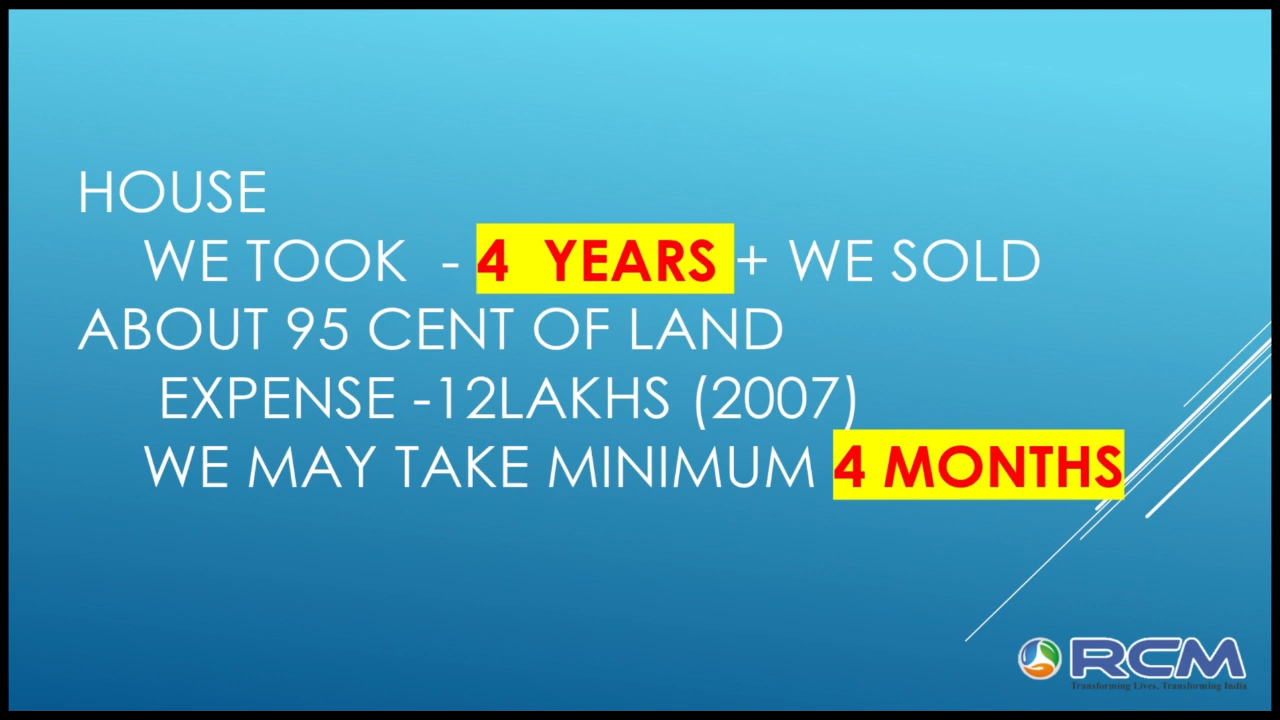 HOUSE
WE TOOK - 4 YEARS + WE SOLD
ABOUT 95 CENT OF LAND
EXPENSE -12LAKHS (2007)
WE MAY TAKE MINIMUM 4 MONTHS
RCM
Transforming Lives, Transforming India